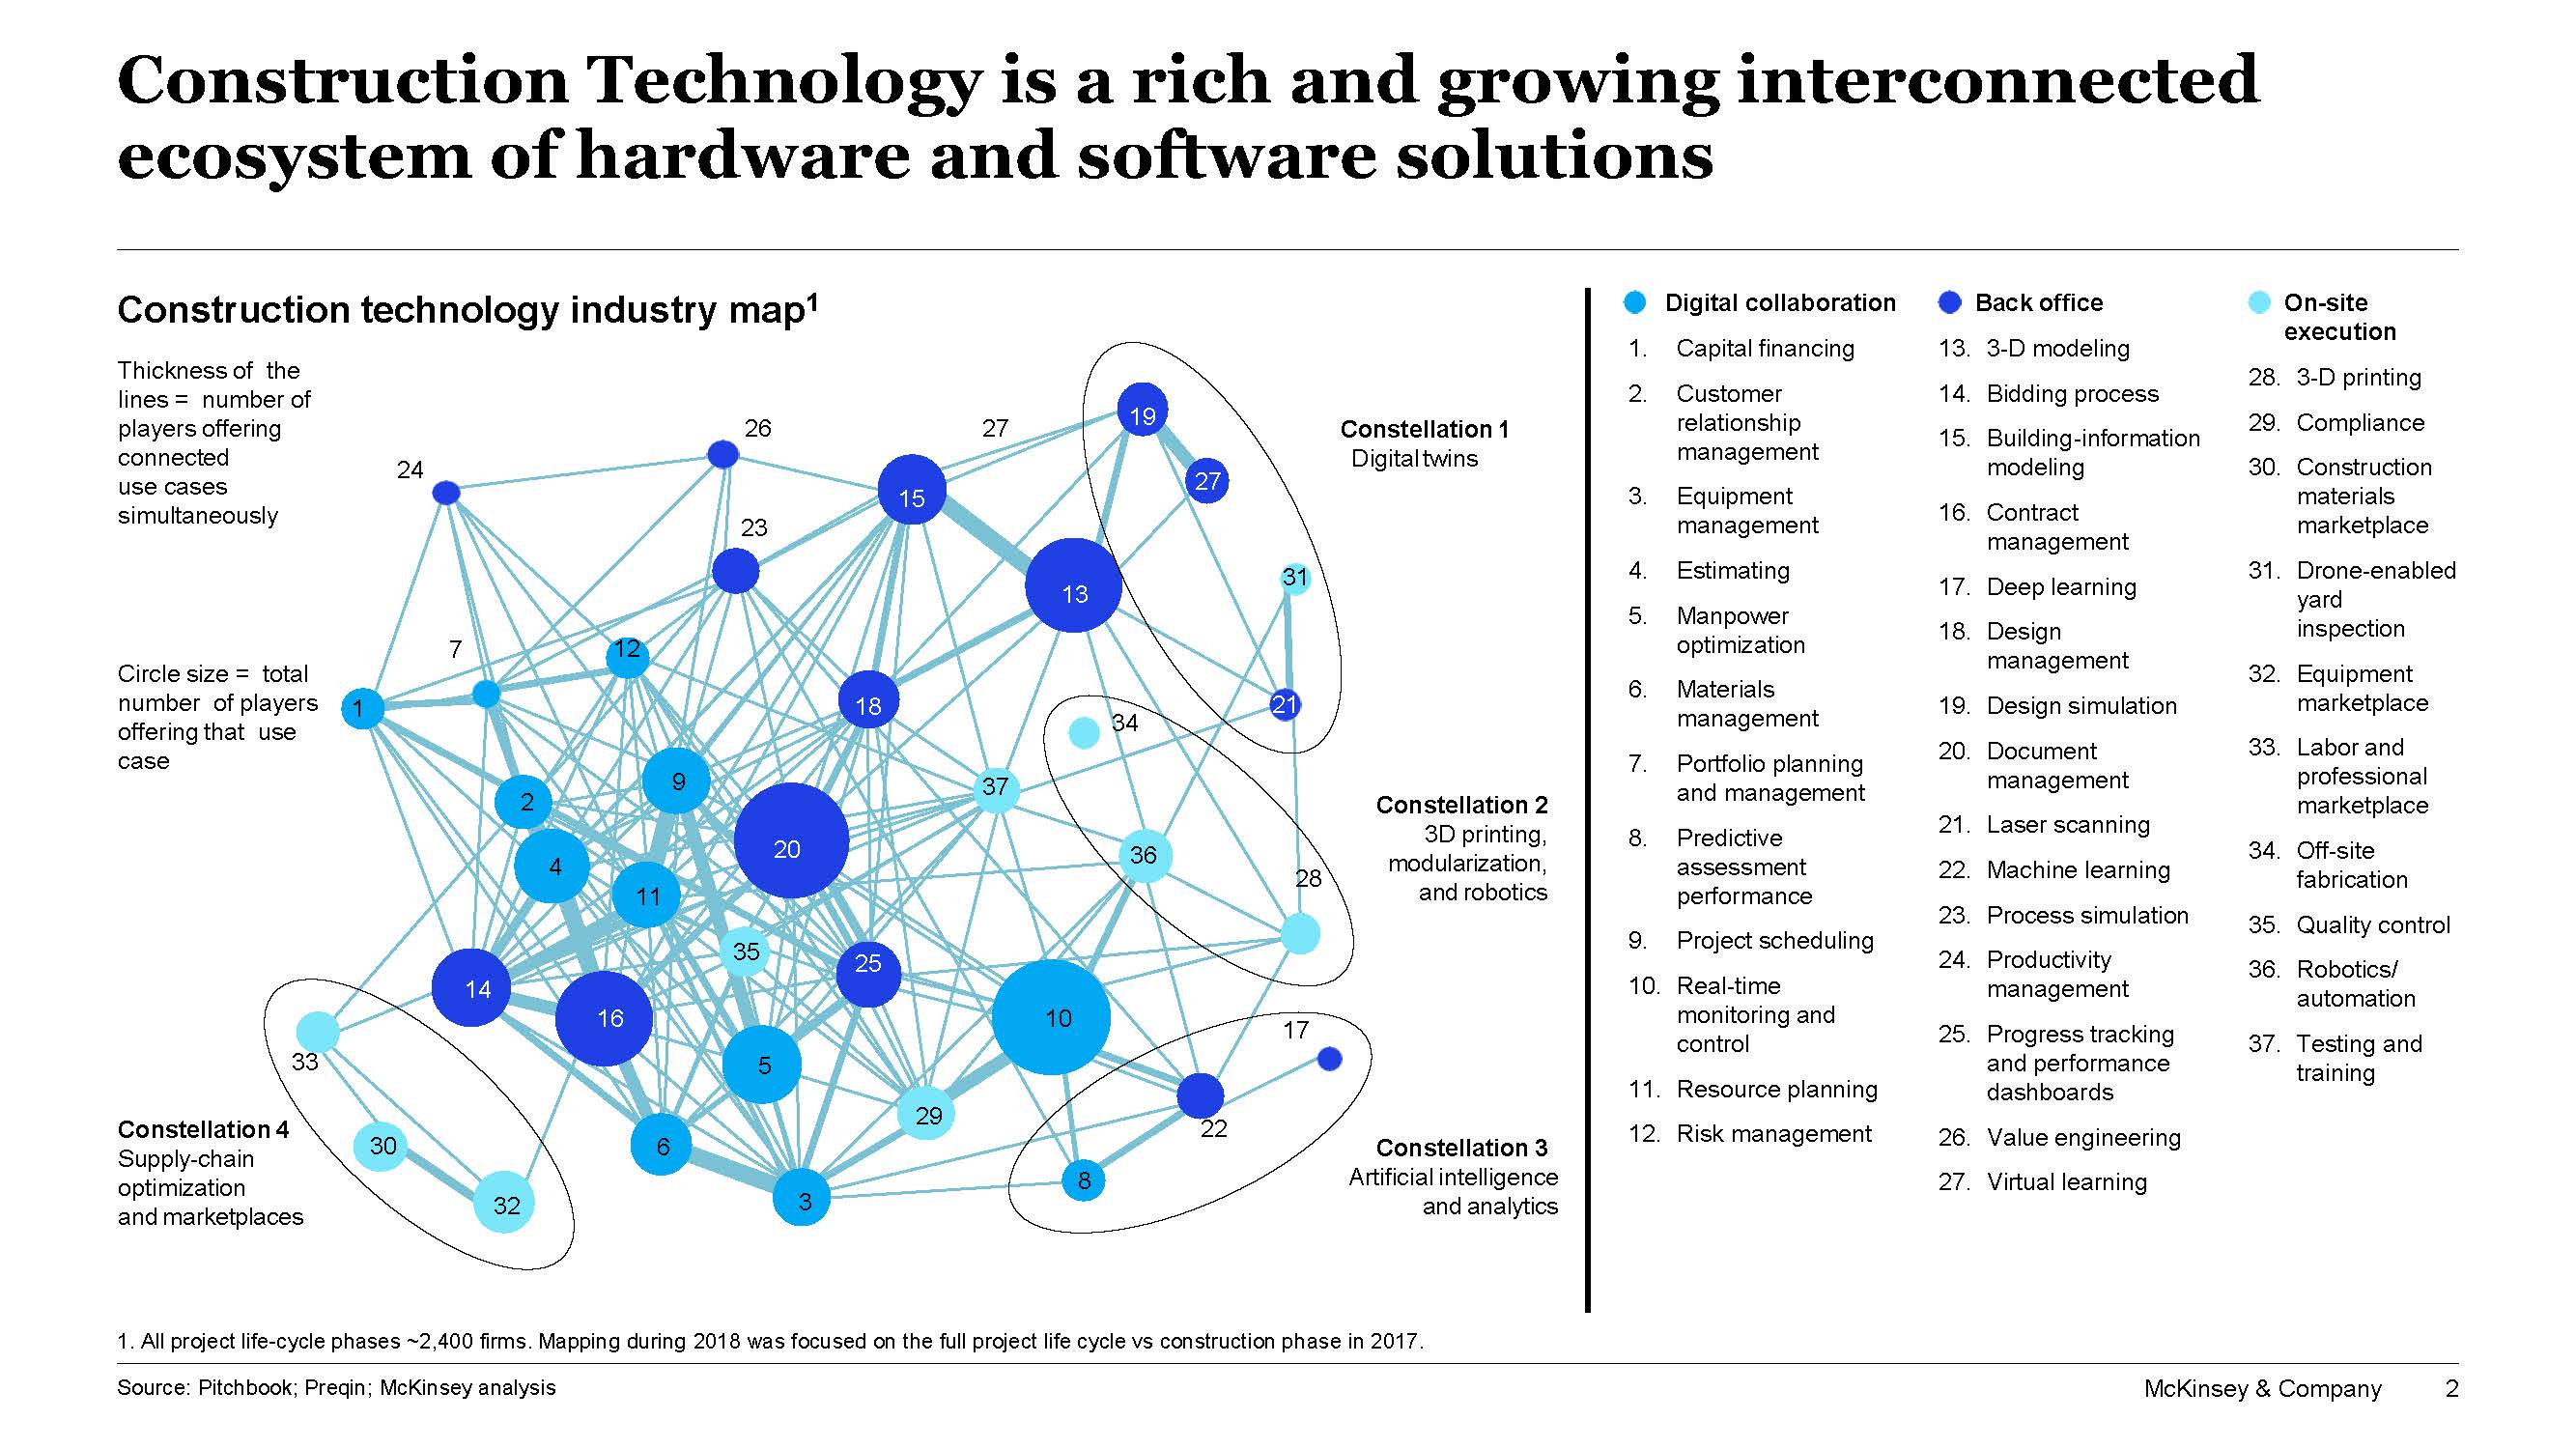 Construction Technology is a rich and growing interconnected
ecosystem of hardware and software solutions
Construction technology industry map1
Thickness of the
lines = number of
players offering
connected
use cases
simultaneously
Circle size = total
number of players
offering that use
case
24
26
27
19
27
15
23
13
31
7
12
1
18
21
34
9
37
2
20
36
4
28
11
35
25
14
16
10
17
33
5
29
22
30
6
8
32
3
Constellation 1
Digital twins
Constellation 2
3D printing,
modularization,
and robotics
Constellation 3
Artificial intelligence
and analytics
Constellation 4
Supply-chain
optimization
and marketplaces
Digital collaboration
1. Capital financing
2. Customer
relationship
management
3. Equipment
management
4. Estimating
5. Manpower
optimization
6. Materials
management
7. Portfolio planning
and management
8. Predictive
assessment
performance
9. Project scheduling
10. Real-time
monitoring and
control
11. Resource planning
12. Risk management
Back office
13. 3-D modeling
14. Bidding process
15. Building-information
modeling
16. Contract
management
17. Deep learning
18. Design
management
19. Design simulation
20. Document
management
21. Laser scanning
22. Machine learning
23. Process simulation
24. Productivity
management
25. Progress tracking
and performance
dashboards
26. Value engineering
27. Virtual learning
On-site
execution
28. 3-D printing
29. Compliance
30. Construction
materials
marketplace
31. Drone-enabled
yard
inspection
32. Equipment
marketplace
33. Labor and
professional
marketplace
34. Off-site
fabrication
35. Quality control
36. Robotics/
automation
37. Testing and
training
1. All project life-cycle phases ~2,400 firms. Mapping during 2018 was focused on the full project life cycle vs construction phase in 2017.
Source: Pitchbook; Preqin; McKinsey analysis
McKinsey & Company 2